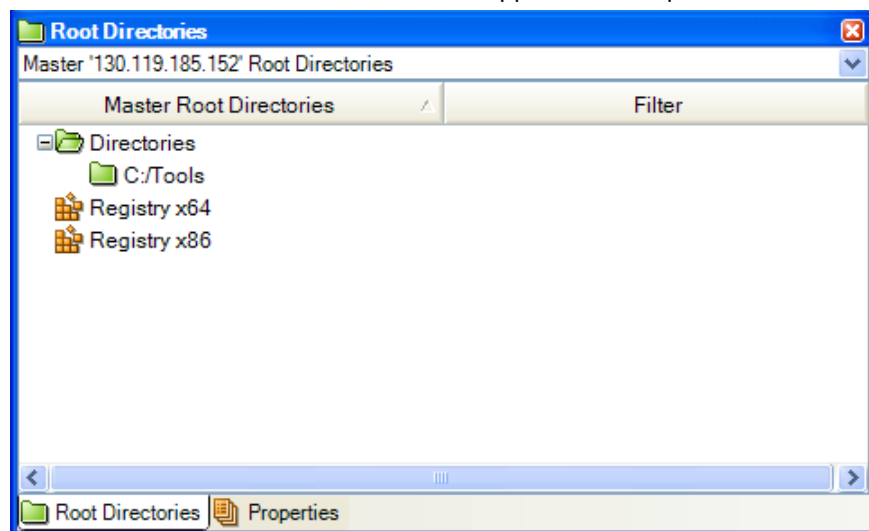 Root Directories
Master '130.119.185.152' Root Directories
Master Root Directories Filter
Directories
C:/Tools
Registry x64
Registry x86
Root Directories Properties